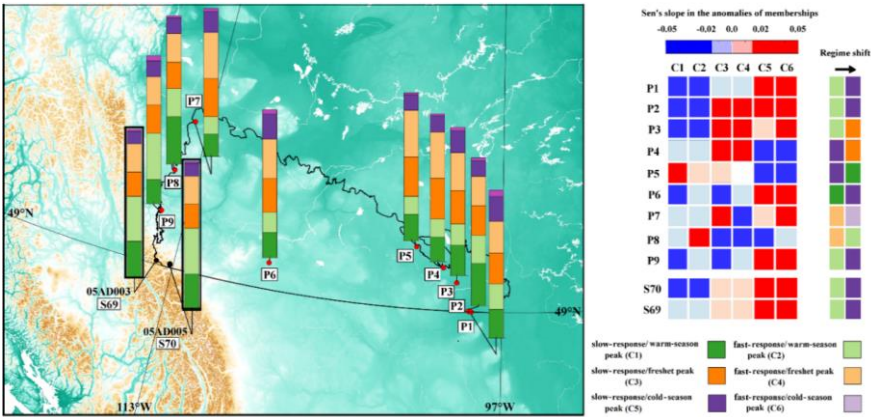 Sen's slope in the anomalies of memberships
-0.05 -0.02 0.0 0.02 0.05
C1 C2 C3 C4 C5 C6
Regime shift
P1
P2
P3
P4
P5
P6
P7
P8
P9
S70
S69
P7
P8
P9
P6
P5
P4
P3
P2
P1
49°N
49°N
05AD003
S69
05AD005
S70
113°W
97°W
slow-response/warm-season
peak (C1)
fast-response/warm-season
peak (C2)
slow-response/freshet peak
(C3)
fast-response/freshet peak
(C4)
slow-response/cold-season
peak (C5)
fast-response/cold-season
peak (C6)